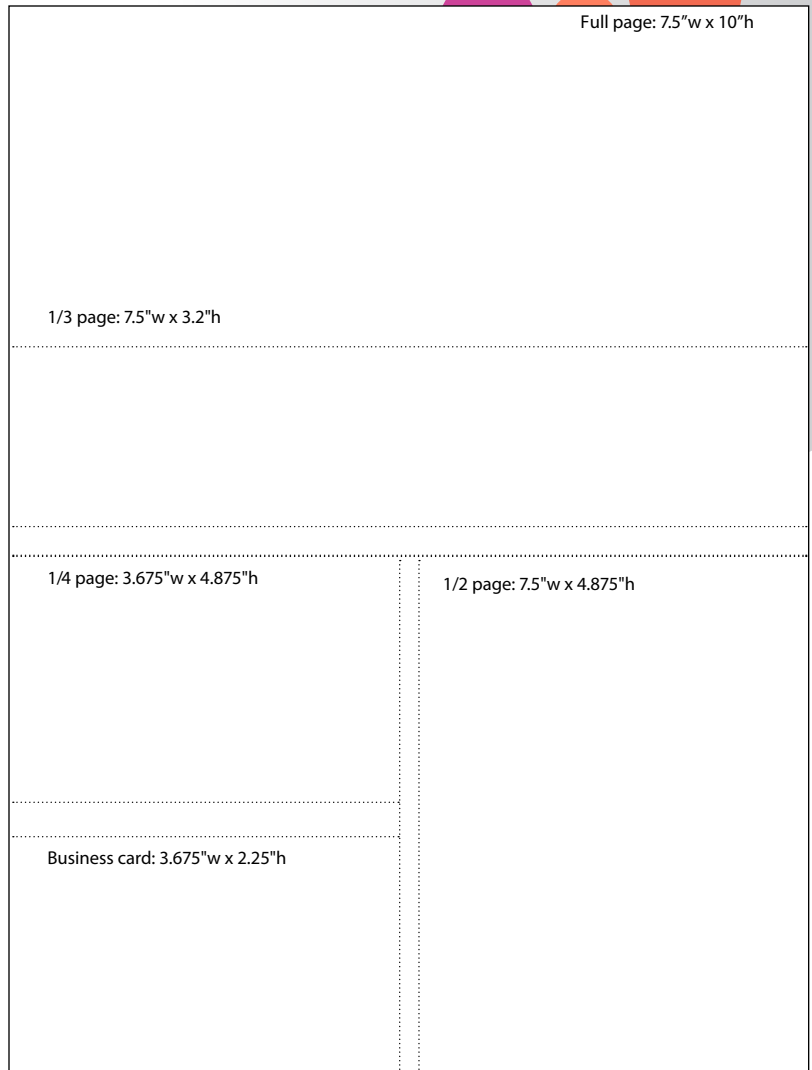 Full page: 7.5”w x 10”h
1/3 page: 7.5"w x 3.2"h
1/4 page: 3.675"w x 4.875"h
1/2 page: 7.5"w x 4.875"h
Business card: 3.675"w x 2.25"h